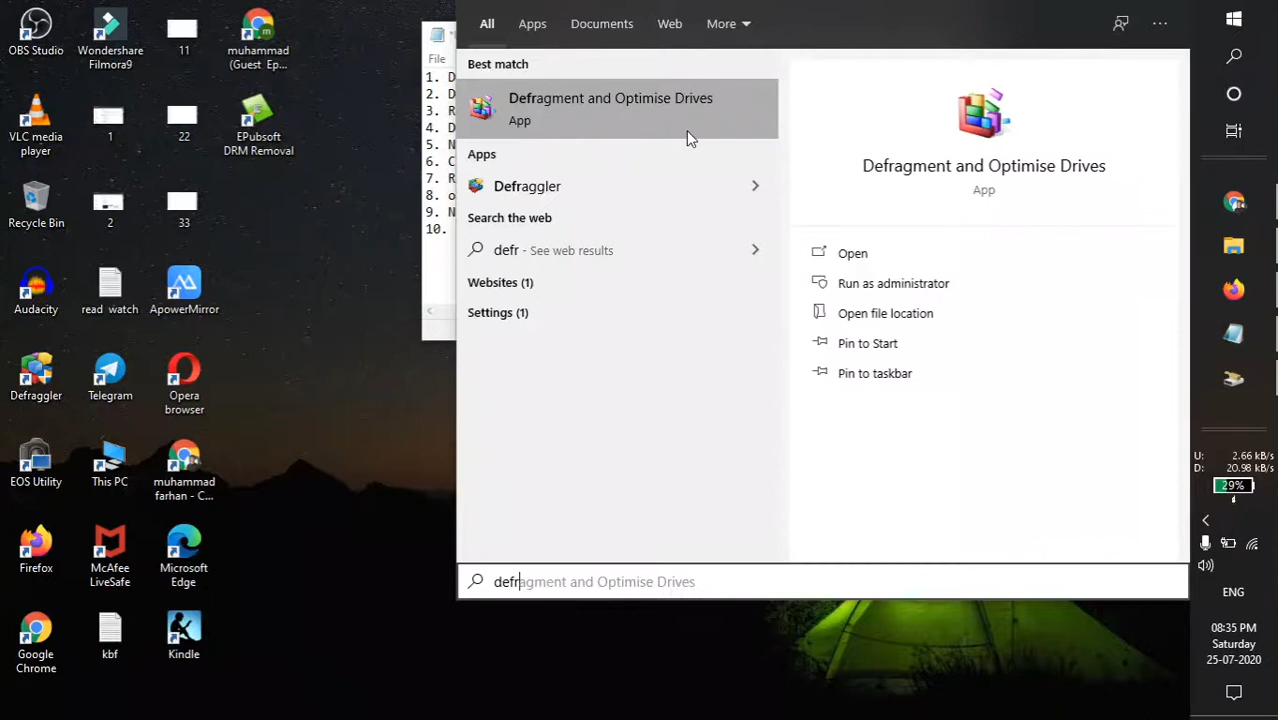 OBS Studio
Wondershare
Filmora9
11
muhammad
(Guest Ep...
VLC media
player
1
22
EPubsoft
DRM Removal
Recycle Bin
2
33
Audacity
read watch
ApowerMirror
Defraggler
Telegram
Opera
browser
EOS Utility
This PC
muhammad
farhan - C...
Firefox
McAfee
LiveSafe
Microsoft
Edge
Google
Chrome
kbf
Kindle
File
1. D
2. D
3. R
4. D
5. N
6. C
7. R
8. o
9. N
10.
All
Apps
Documents
Web
More
Best match
Defragment and Optimise Drives
App
Apps
Defraggler
Search the web
defr - See web results
Websites (1)
Settings (1)
Defragment and Optimise Drives
App
Open
Run as administrator
Open file location
Pin to Start
Pin to taskbar
defragment and Optimise Drives
U: 2.66 kB/s
D: 20.98 kB/s
29%
ENG
08:35 PM
Saturday
25-07-2020